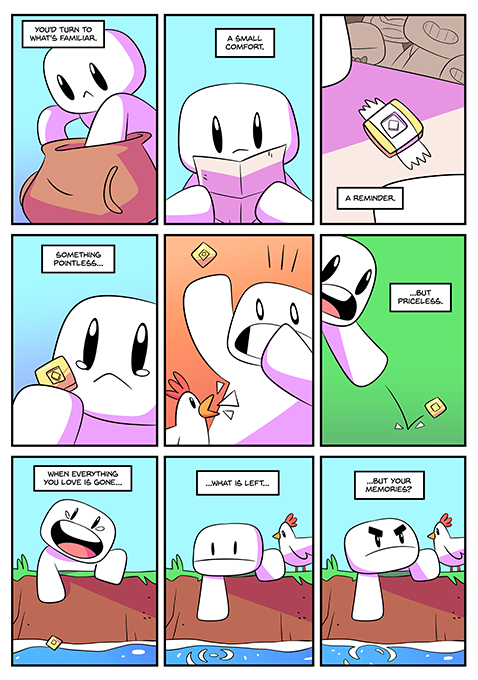 YOU'D TURN TO
WHAT'S FAMILIAR.
A SMALL
COMFORT.
A REMINDER.
SOMETHING
POINTLESS...
...BUT
PRICELESS.
WHEN EVERYTHING
YOU LOVE IS GONE...
...WHAT IS LEFT...
...BUT YOUR
MEMORIES?